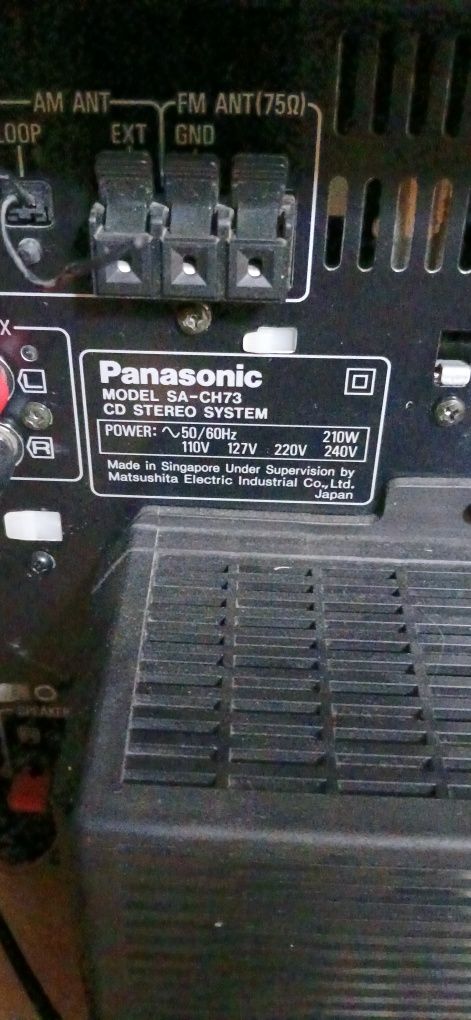 AM ANT
FM ANT(75Ω)
LOOP
EXT
GND
L
R
Panasonic
MODEL SA-CH73
CD STEREO SYSTEM
POWER: ∿50/60Hz 210W
110V 127V 220V 240V
Made in Singapore Under Supervision by
Matsushita Electric Industrial Co.,Ltd.
Japan
SPEAKER